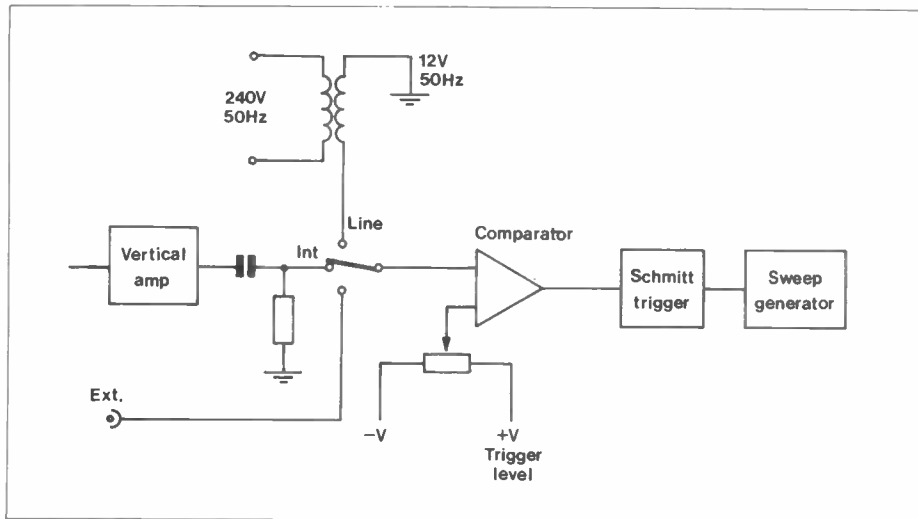 12V
50Hz
240V
50Hz
Line
Comparator
Int
Vertical
amp
Schmitt
trigger
Sweep
generator
Ext.
−V
+V
Trigger
level